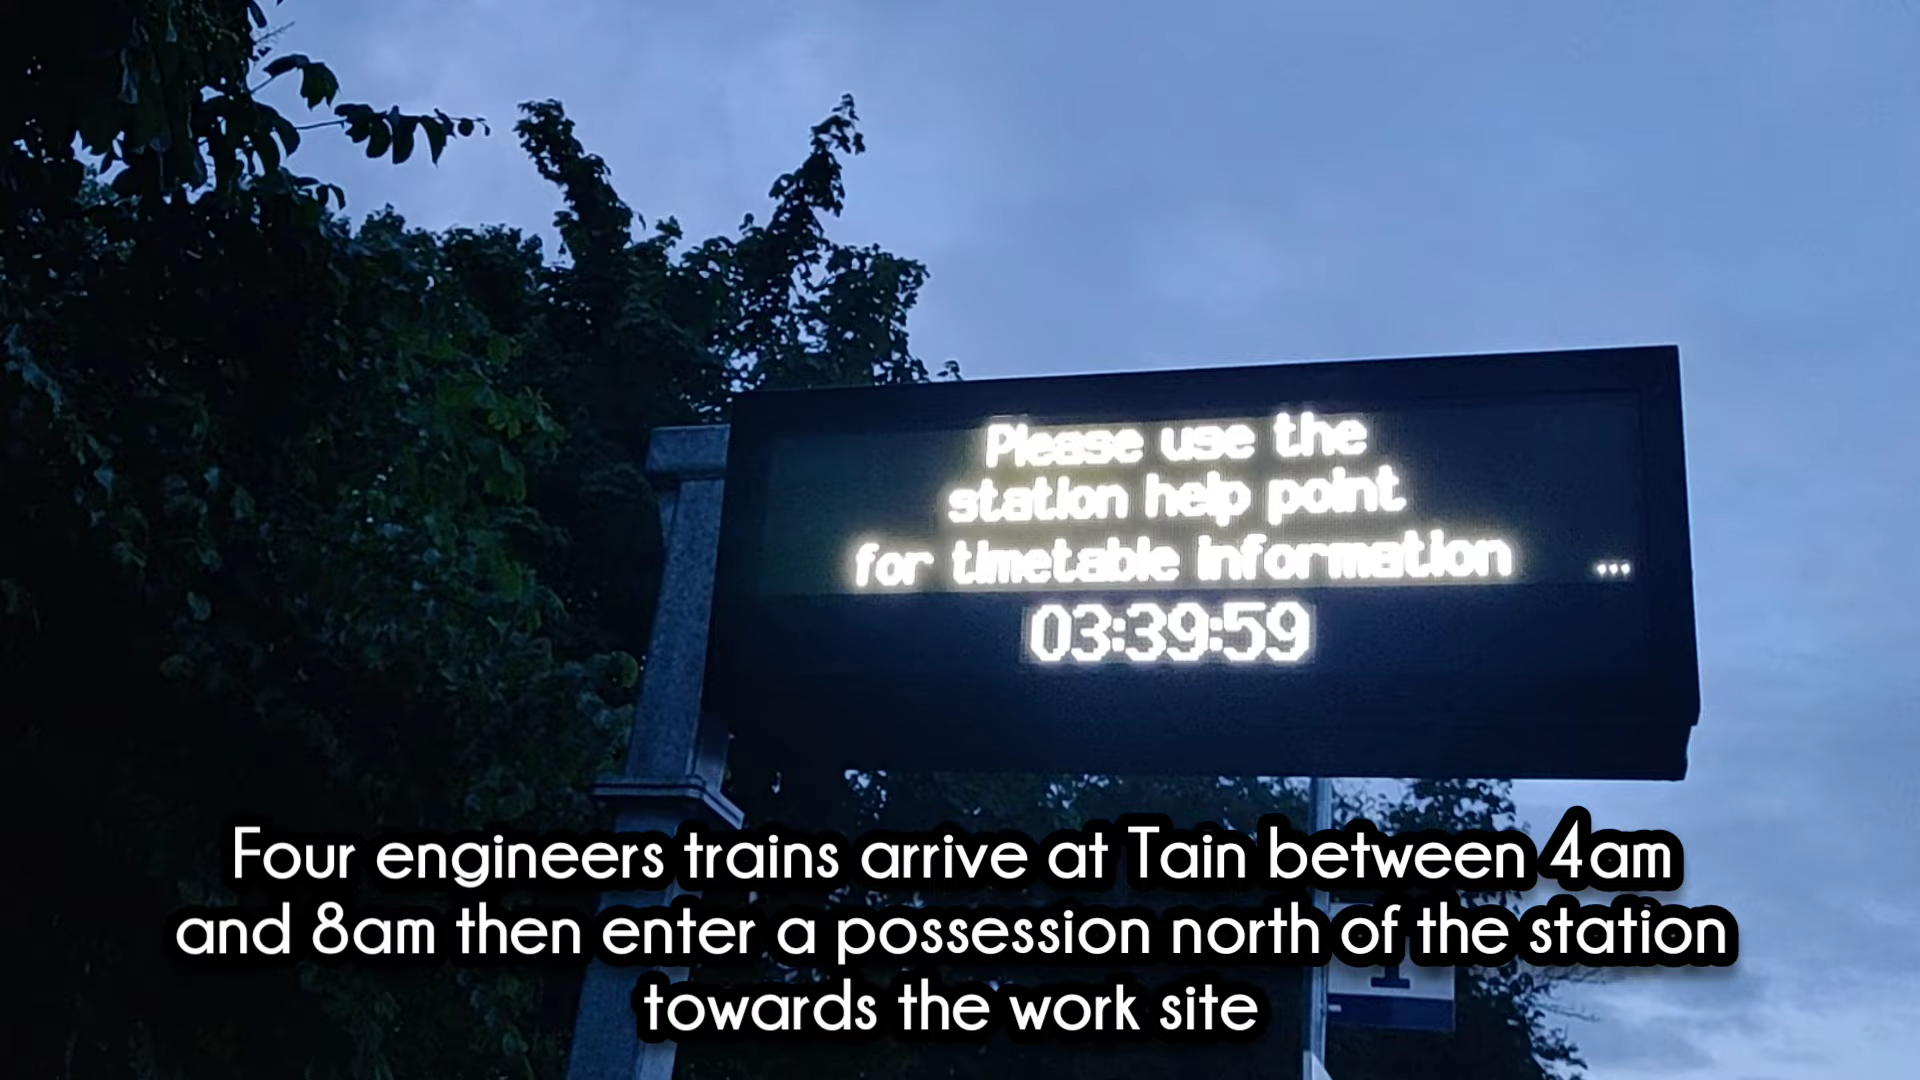 Please use the
station help point
for timetable information
...
03:39:59
Four engineers trains arrive at Tain between 4am
and 8am then enter a possession north of the station
towards the work site
1